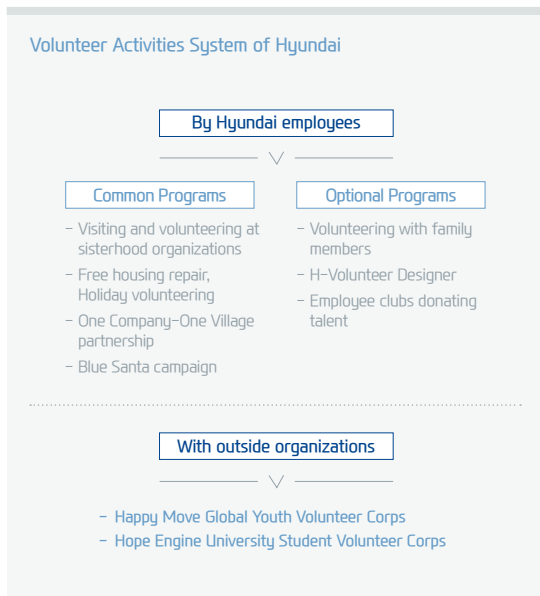 Volunteer Activities System of Hyundai
By Hyundai employees
Common Programs
- Visiting and volunteering at
sisterhood organizations
- Free housing repair,
Holiday volunteering
- One Company-One Village
partnership
- Blue Santa campaign
Optional Programs
- Volunteering with family
members
- H-Volunteer Designer
- Employee clubs donating
talent
With outside organizations
- Happy Move Global Youth Volunteer Corps
- Hope Engine University Student Volunteer Corps